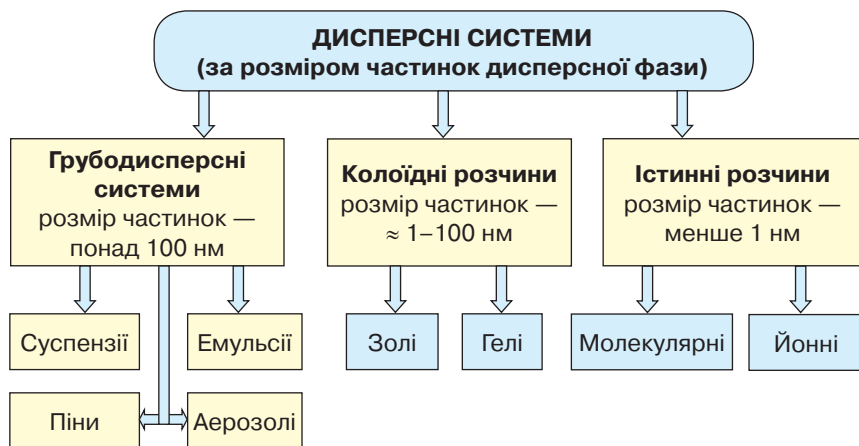 ДИСПЕРСНІ СИСТЕМИ
(за розміром частинок дисперсної фази)
Грубодисперсні
системи
розмір частинок —
понад 100 нм
Колоїдні розчини
розмір частинок —
≈ 1–100 нм
Істинні розчини
розмір частинок —
менше 1 нм
Суспензії
Емульсії
Золі
Гелі
Молекулярні
Йонні
Піни
Аерозолі